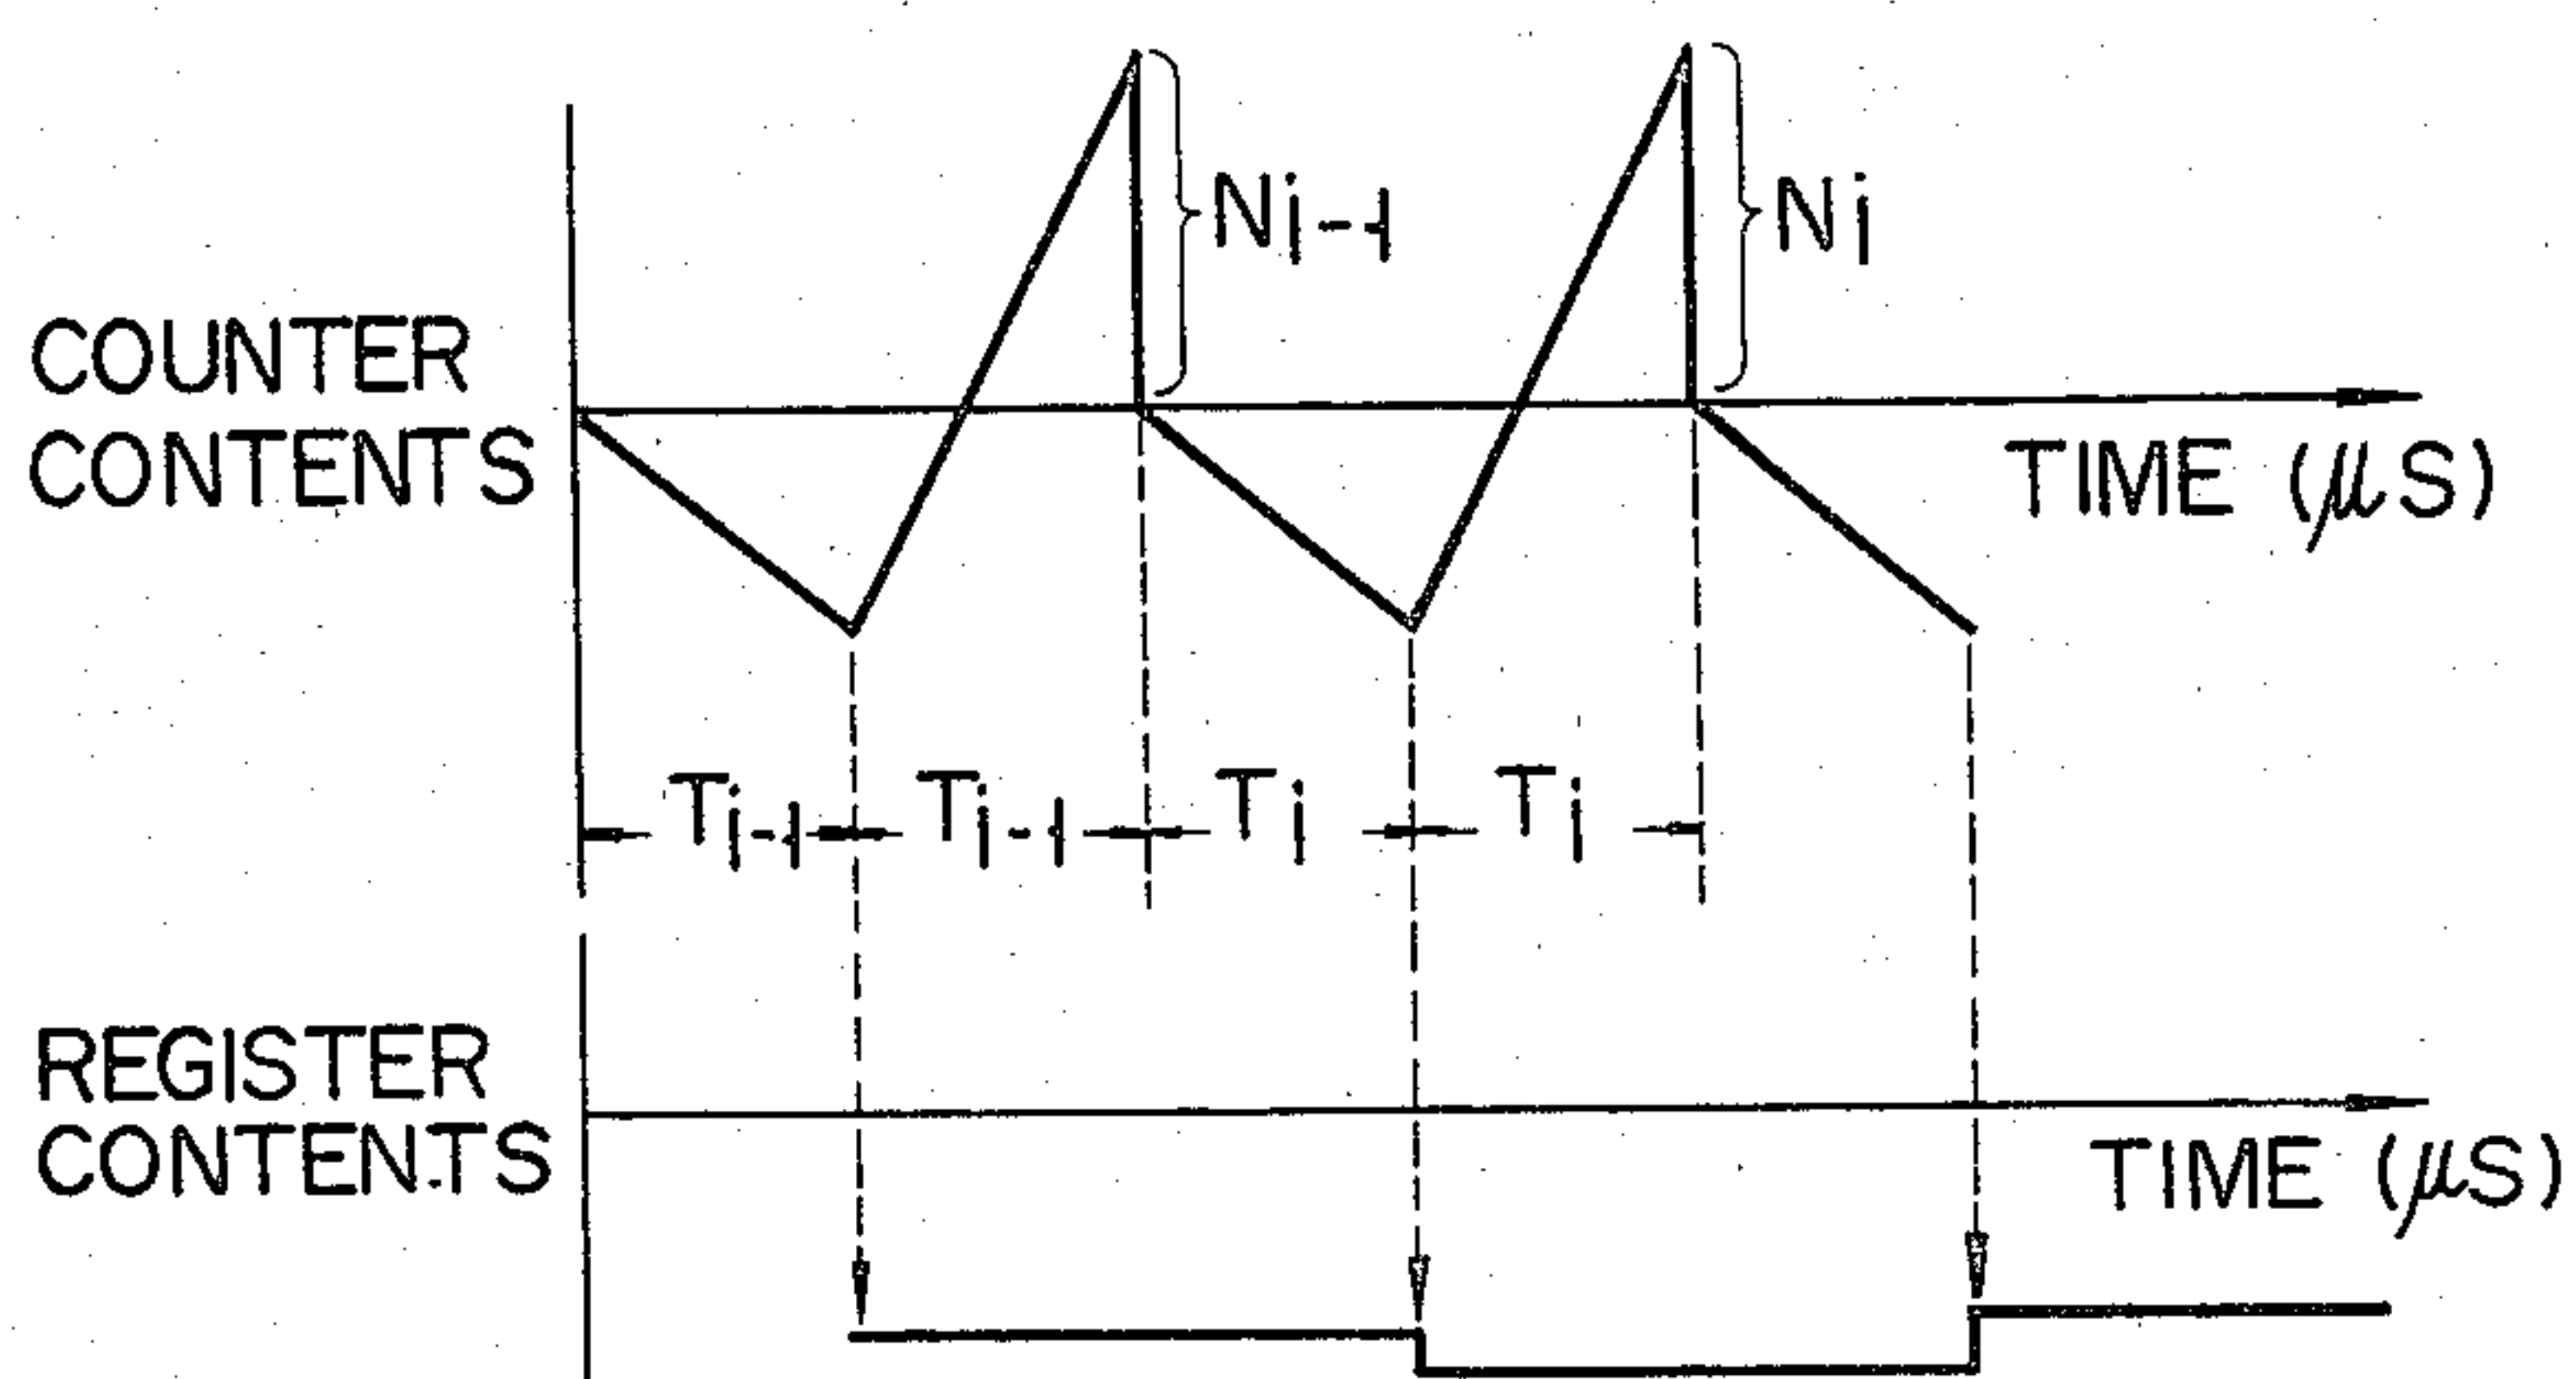 Ni-1
Ni
COUNTER
CONTENTS
TIME (μS)
Ti-1
Ti-1
Ti
Ti
REGISTER
CONTENTS
TIME (μS)